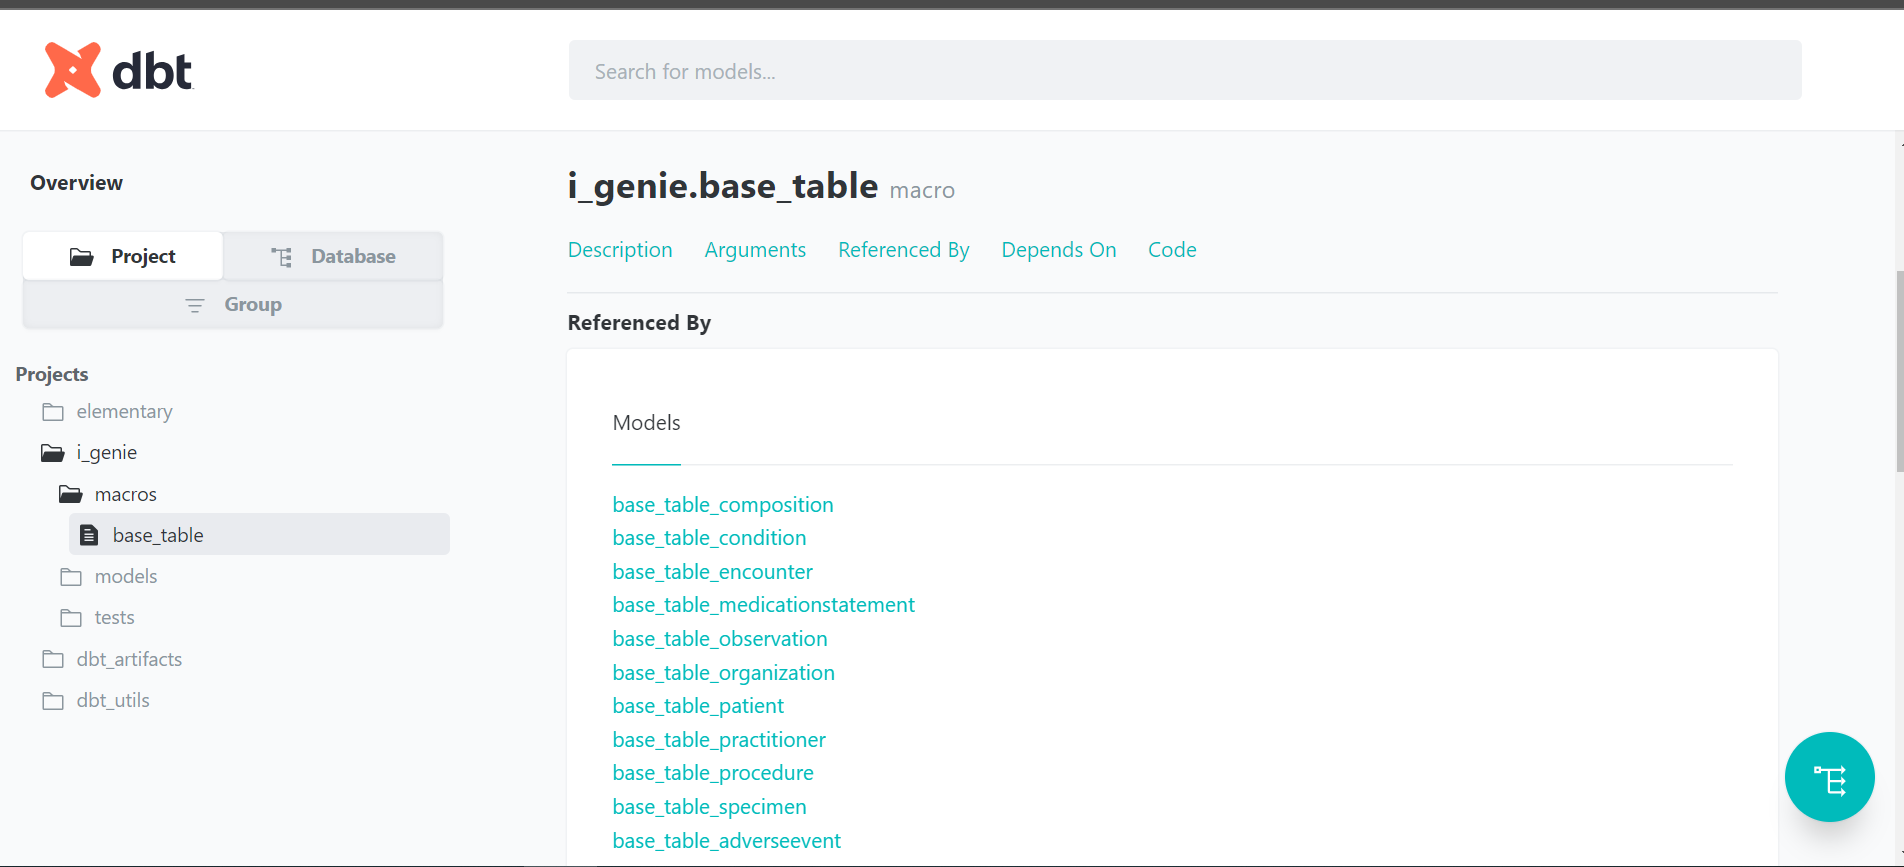 dbt
Search for models...
Overview
Project
Database
Group
Projects
elementary
i_genie
macros
base_table
models
tests
dbt_artifacts
dbt_utils
i_genie.base_table macro
Description Arguments Referenced By Depends On Code
Referenced By
Models
base_table_composition
base_table_condition
base_table_encounter
base_table_medicationstatement
base_table_observation
base_table_organization
base_table_patient
base_table_practitioner
base_table_procedure
base_table_specimen
base_table_adverseevent